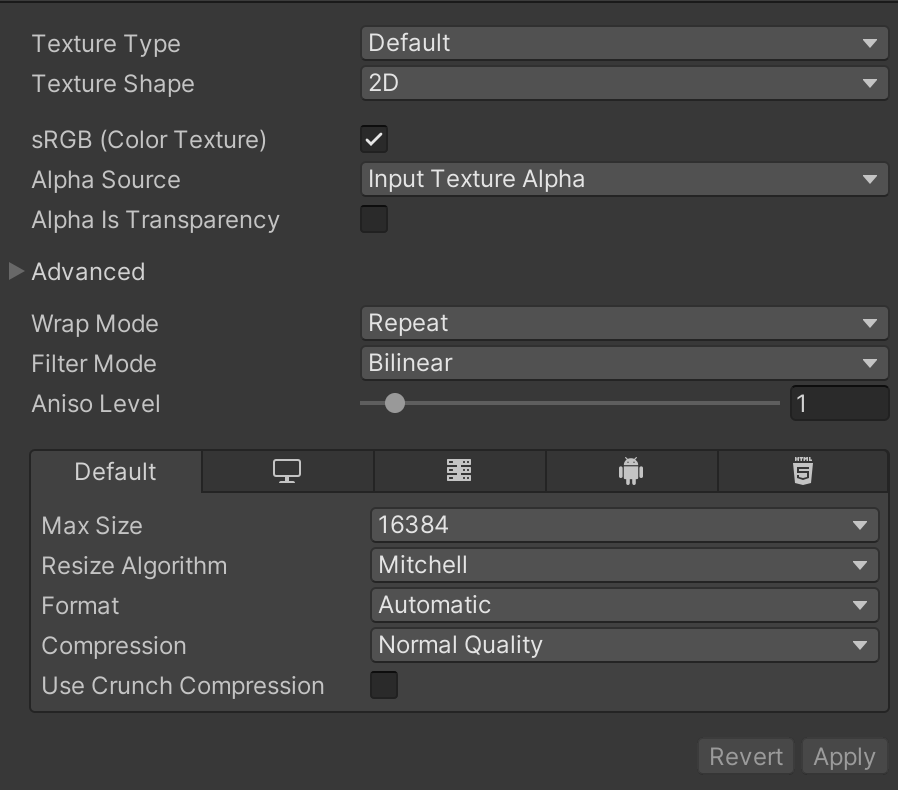 Texture Type Default
Texture Shape 2D
sRGB (Color Texture)
Alpha Source Input Texture Alpha
Alpha Is Transparency
Advanced
Wrap Mode Repeat
Filter Mode Bilinear
Aniso Level 1
Default HTML 5
Max Size 16384
Resize Algorithm Mitchell
Format Automatic
Compression Normal Quality
Use Crunch Compression
Revert Apply